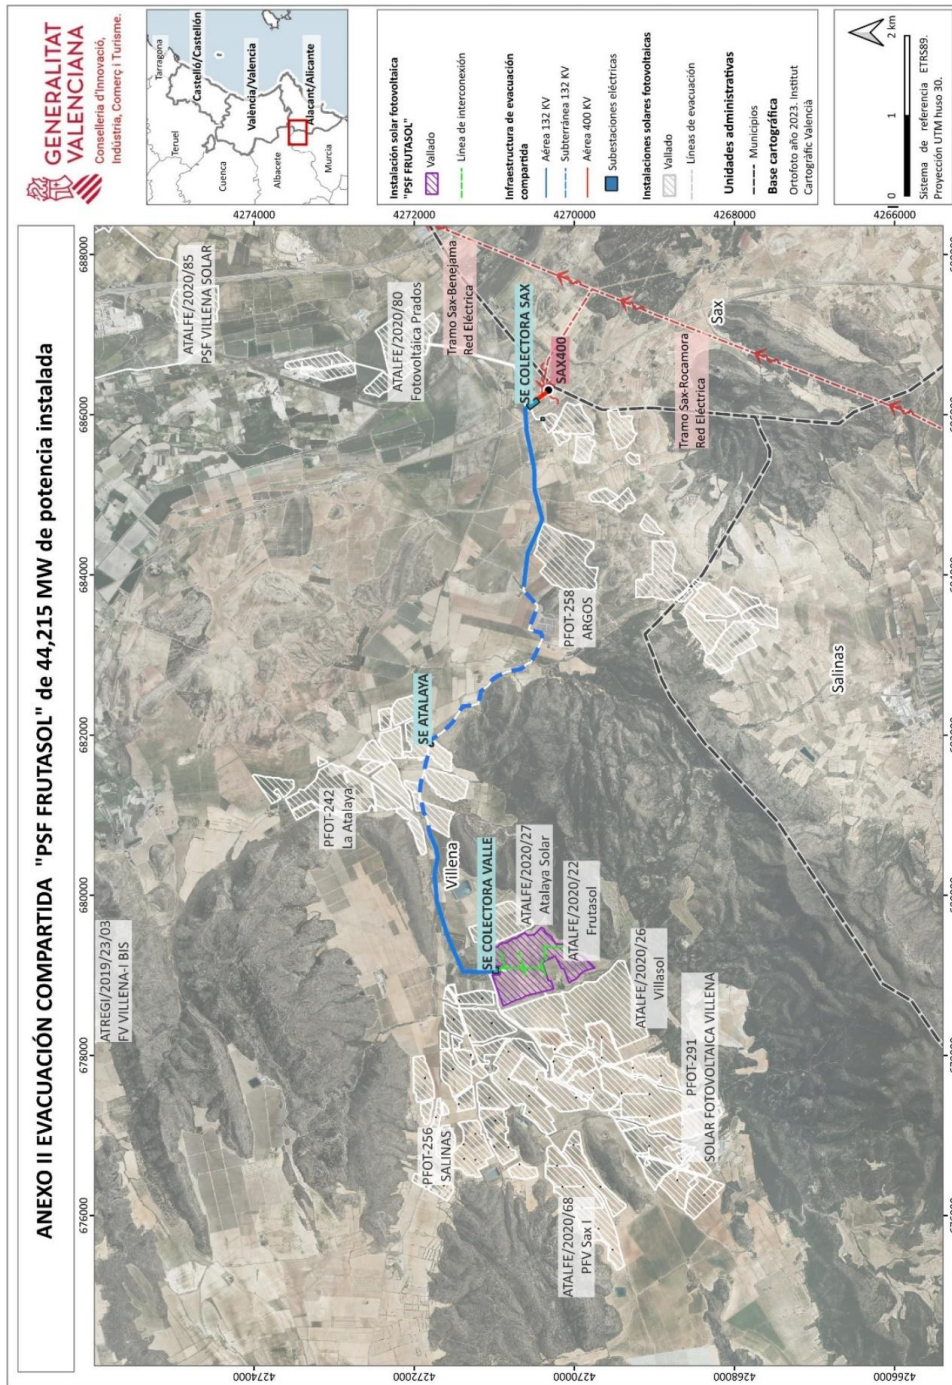 ANEXO II EVACUACIÓN COMPARTIDA "PSF FRUTASOL" de 44,215 MW de potencia instalada
GENERALITAT
VALENCIANA
Conselleria d'Innovació,
Indústria, Comerç i Turisme.
Teruel
Tarragona
Castelló/Castellón
Cuenca
València/Valencia
Albacete
Alacant/Alicante
Murcia
Instalación solar fotovoltaica
"PSF FRUTASOL"
Vallado
Línea de interconexión
Infraestructura de evacuación
compartida
Aérea 132 KV
Subterránea 132 KV
Aérea 400 KV
Subestaciones eléctricas
Instalaciones solares fotovoltaicas
Vallado
Líneas de evacuación
Unidades administrativas
Municipios
Base cartográfica
Ortofoto año 2023. Institut
Cartogràfic Valencià
0
1
2 km
Sistema de referencia ETRS89.
Proyección UTM huso 30.
676000
678000
680000
682000
684000
686000
688000
4274000
4272000
4270000
4268000
4266000
4274000
4272000
4270000
4268000
4266000
ATREGI/2019/23/03
FV VILLENA-I BIS
ATALFE/2020/85
PSF VILLENA SOLAR
ATALFE/2020/80
Fotovoltáica Prados
Tramo Sax-Benejama
Red Eléctrica
PFOT-242
La Atalaya
SE ATALAYA
SE COLECTORA SAX
SAX400
Villena
PFOT-256
SALINAS
SE COLECTORA VALLE
ATALFE/2020/27
Atalaya Solar
ATALFE/2020/22
Frutasol
PFOT-258
ARGOS
ATALFE/2020/68
PFV Sax I
ATALFE/2020/26
Villasol
PFOT-291
SOLAR FOTOVOLTAICA VILLENA
Tramo Sax-Rocamora
Red Eléctrica
Sax
Salinas